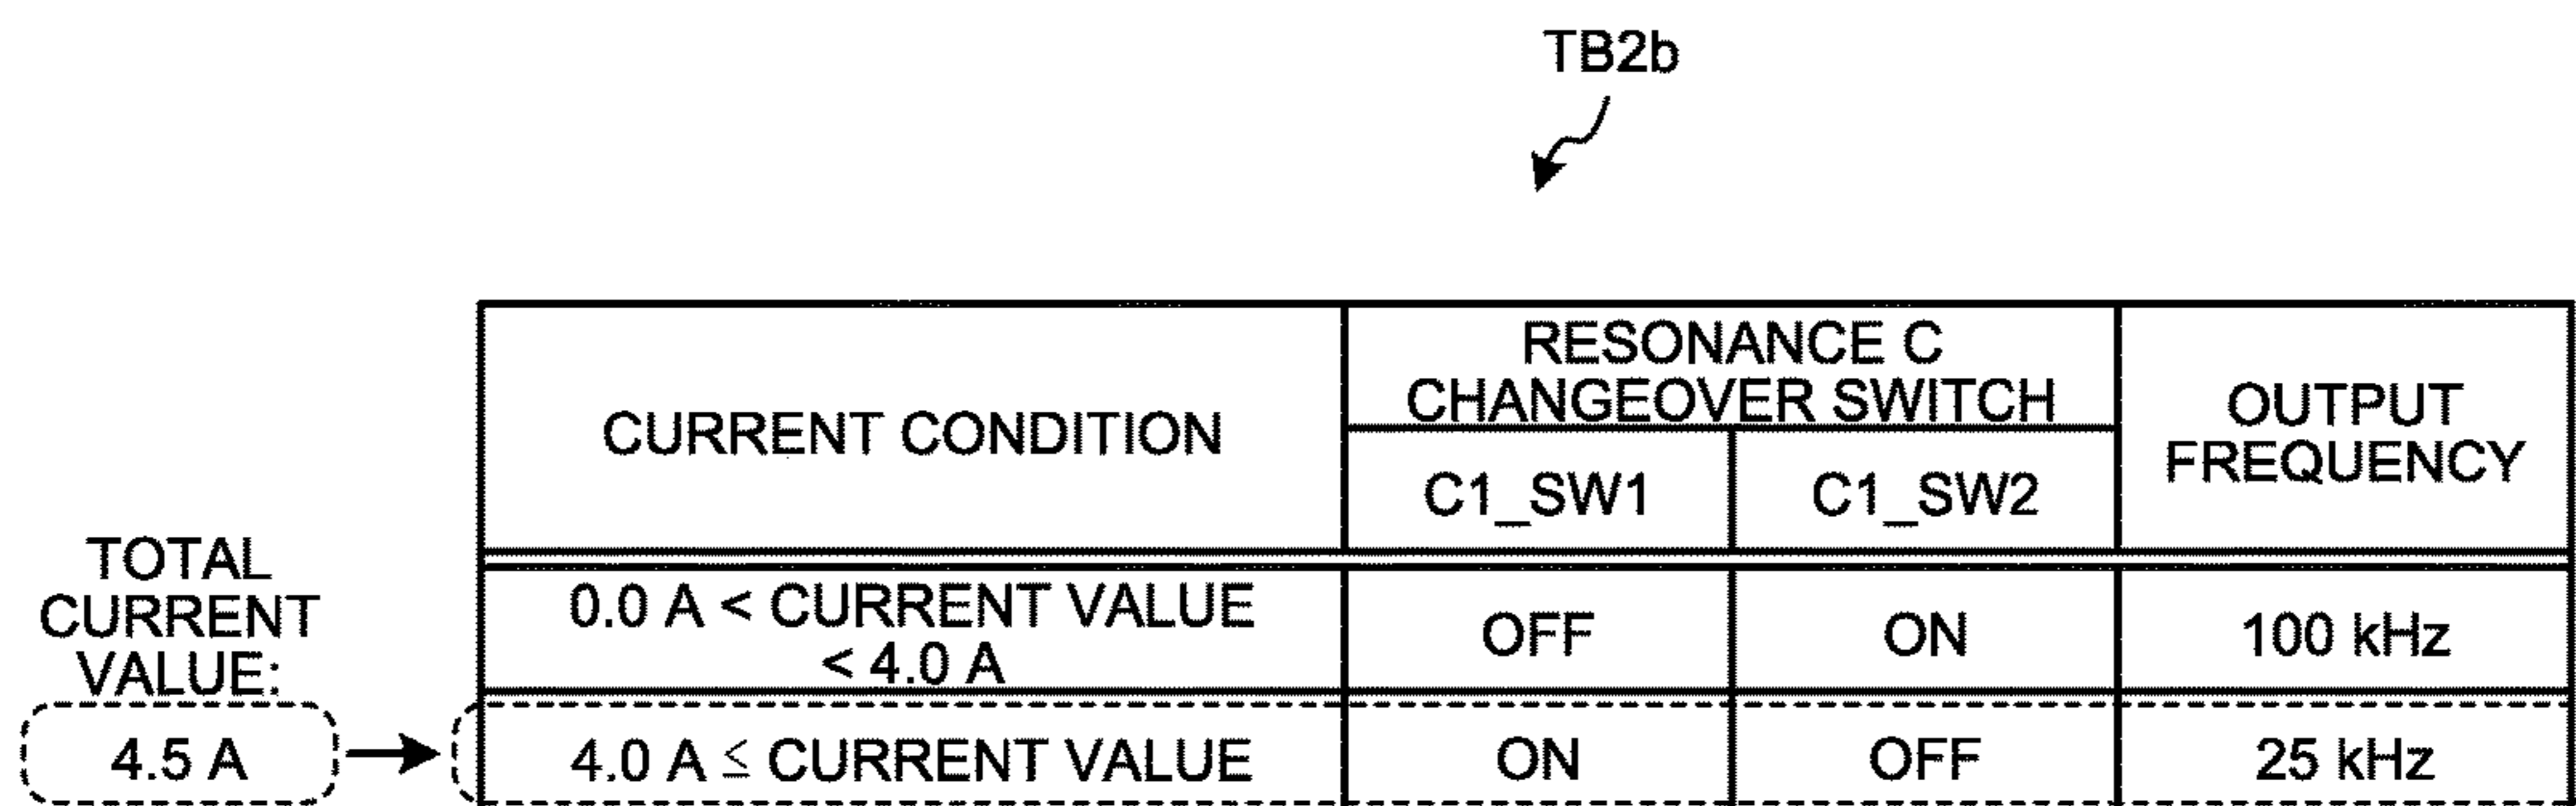 TB2b
CURRENT CONDITION
RESONANCE C
CHANGEOVER SWITCH
C1_SW1
C1_SW2
OUTPUT
FREQUENCY
0.0 A < CURRENT VALUE
< 4.0 A
OFF
ON
100 kHz
TOTAL
CURRENT
VALUE:
4.5 A
4.0 A ≦ CURRENT VALUE
ON
OFF
25 kHz